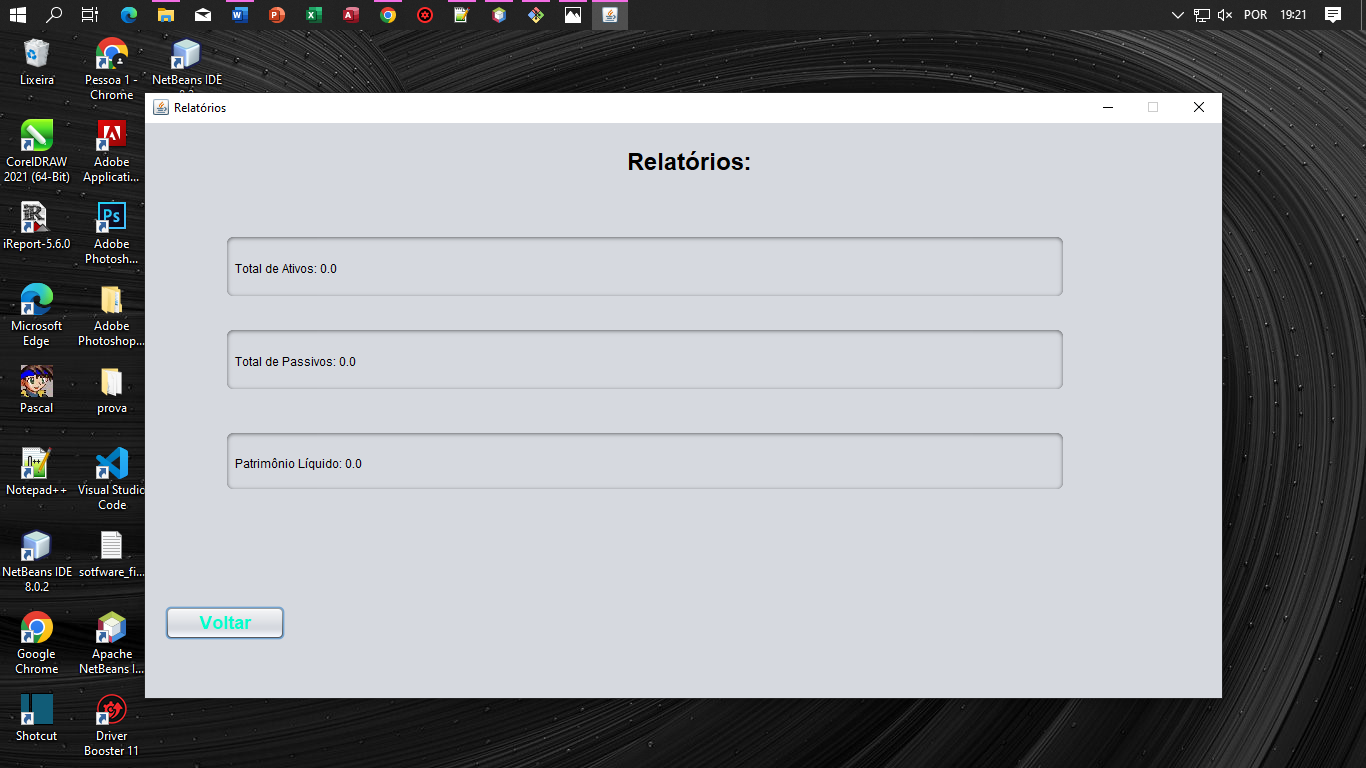 POR
19:21
Lixeira
Pessoa 1 -
Chrome
NetBeans IDE
Relatórios
Relatórios:
CorelDRAW
2021 (64-Bit)
Adobe
Applicati...
iReport-5.6.0
Adobe
Photosh...
Total de Ativos: 0.0
Microsoft
Edge
Adobe
Photoshop...
Total de Passivos: 0.0
Pascal
prova
Patrimônio Líquido: 0.0
Notepad++
Visual Studio
Code
NetBeans IDE
8.0.2
sotfware_fi...
Voltar
Google
Chrome
Apache
NetBeans I...
Shotcut
Driver
Booster 11